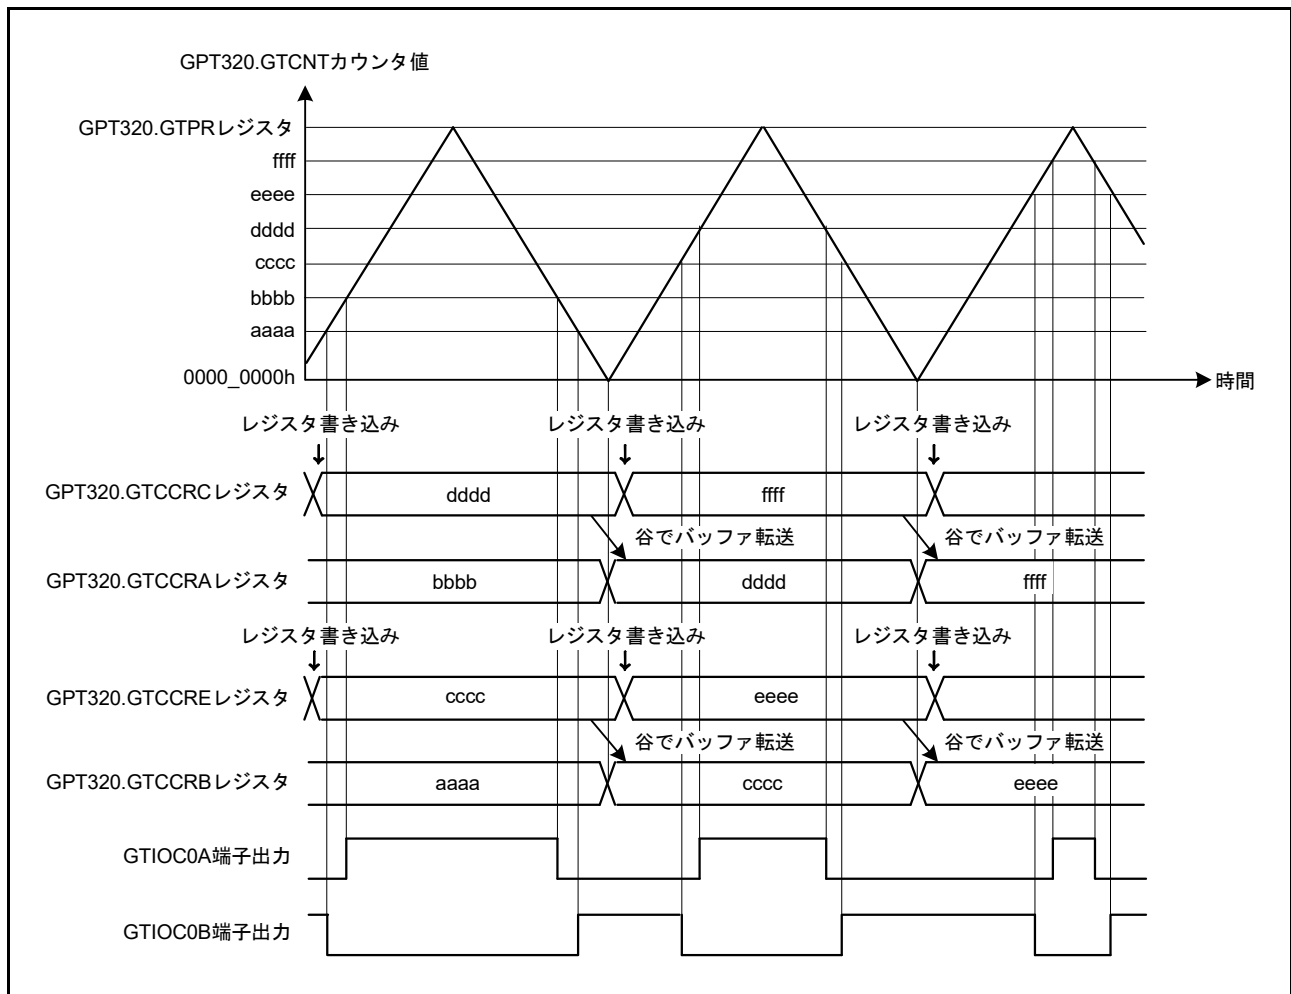 GPT320.GTCNTカウンタ値
GPT320.GTPRレジスタ
ffff
eeee
dddd
cccc
bbbb
aaaa
0000_0000h
時間
レジスタ書き込み レジスタ書き込み レジスタ書き込み
GPT320.GTCCRCレジスタ dddd ffff
谷でバッファ転送 谷でバッファ転送
GPT320.GTCCRAレジスタ bbbb dddd ffff
レジスタ書き込み レジスタ書き込み レジスタ書き込み
GPT320.GTCCREレジスタ cccc eeee
谷でバッファ転送 谷でバッファ転送
GPT320.GTCCRBレジスタ aaaa cccc eeee
GTIOC0A端子出力
GTIOC0B端子出力